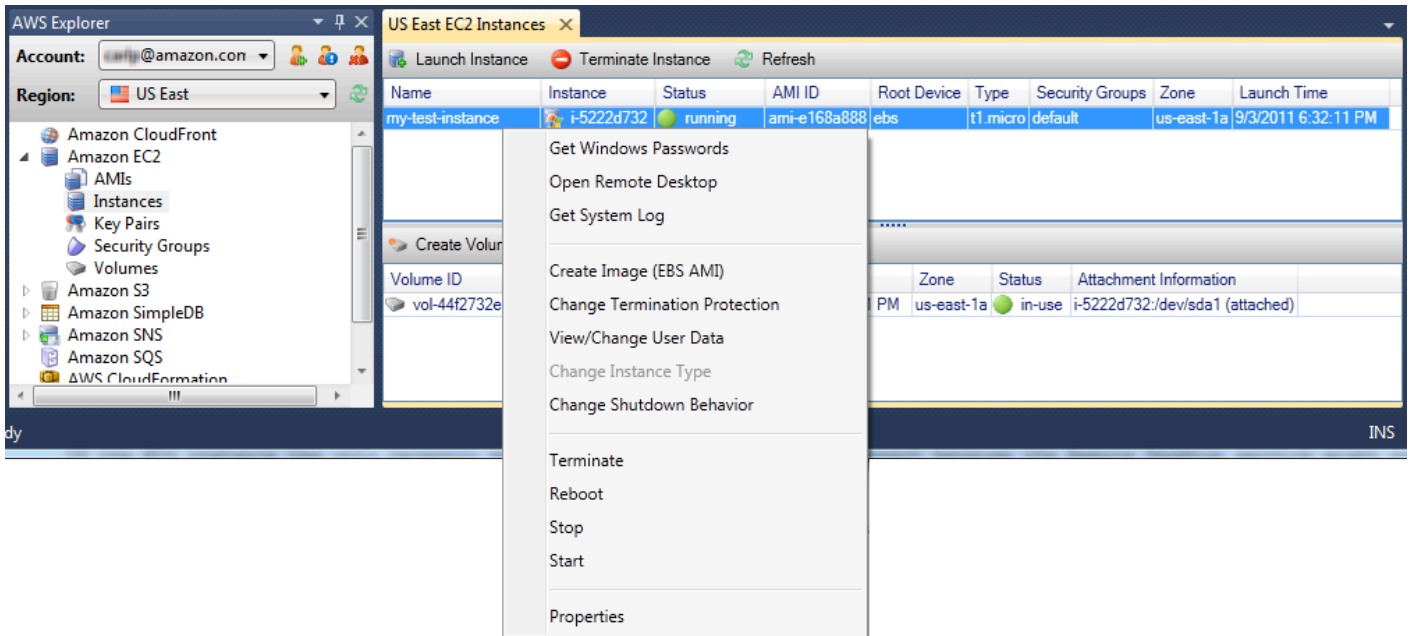 AWS Explorer
Account: @amazon.con
Region: US East
Amazon CloudFront
Amazon EC2
AMIs
Instances
Key Pairs
Security Groups
Volumes
Amazon S3
Amazon SimpleDB
Amazon SNS
Amazon SQS
AWS CloudFormation
US East EC2 Instances
Launch Instance Terminate Instance Refresh
Name Instance Status AMI ID Root Device Type Security Groups Zone Launch Time
my-test-instance i-5222d732 running ami-e168a888 ebs t1.micro default us-east-1a 9/3/2011 6:32:11 PM
Get Windows Passwords
Open Remote Desktop
Get System Log
Create Image (EBS AMI)
Change Termination Protection
View/Change User Data
Change Instance Type
Change Shutdown Behavior
Terminate
Reboot
Stop
Start
Properties
Create Volur
Volume ID Zone Status Attachment Information
vol-44f2732e PM us-east-1a in-use i-5222d732:/dev/sda1 (attached)
dy INS